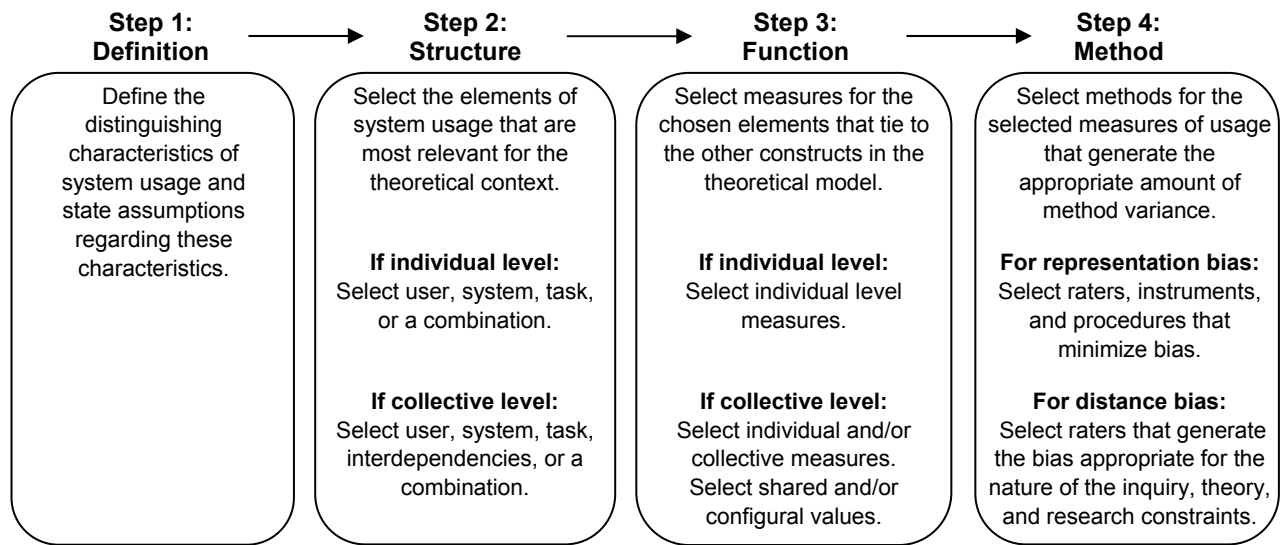 Step 1:
Definition
Define the
distinguishing
characteristics of
system usage and
state assumptions
regarding these
characteristics.
Step 2:
Structure
Select the elements of
system usage that are
most relevant for the
theoretical context.
If individual level:
Select user, system, task,
or a combination.
If collective level:
Select user, system, task,
interdependencies, or a
combination.
Step 3:
Function
Select measures for the
chosen elements that tie to
the other constructs in the
theoretical model.
If individual level:
Select individual level
measures.
If collective level:
Select individual and/or
collective measures.
Select shared and/or
configural values.
Step 4:
Method
Select methods for the
selected measures of usage
that generate the
appropriate amount of
method variance.
For representation bias:
Select raters, instruments,
and procedures that
minimize bias.
For distance bias:
Select raters that generate
the bias appropriate for the
nature of the inquiry, theory,
and research constraints.